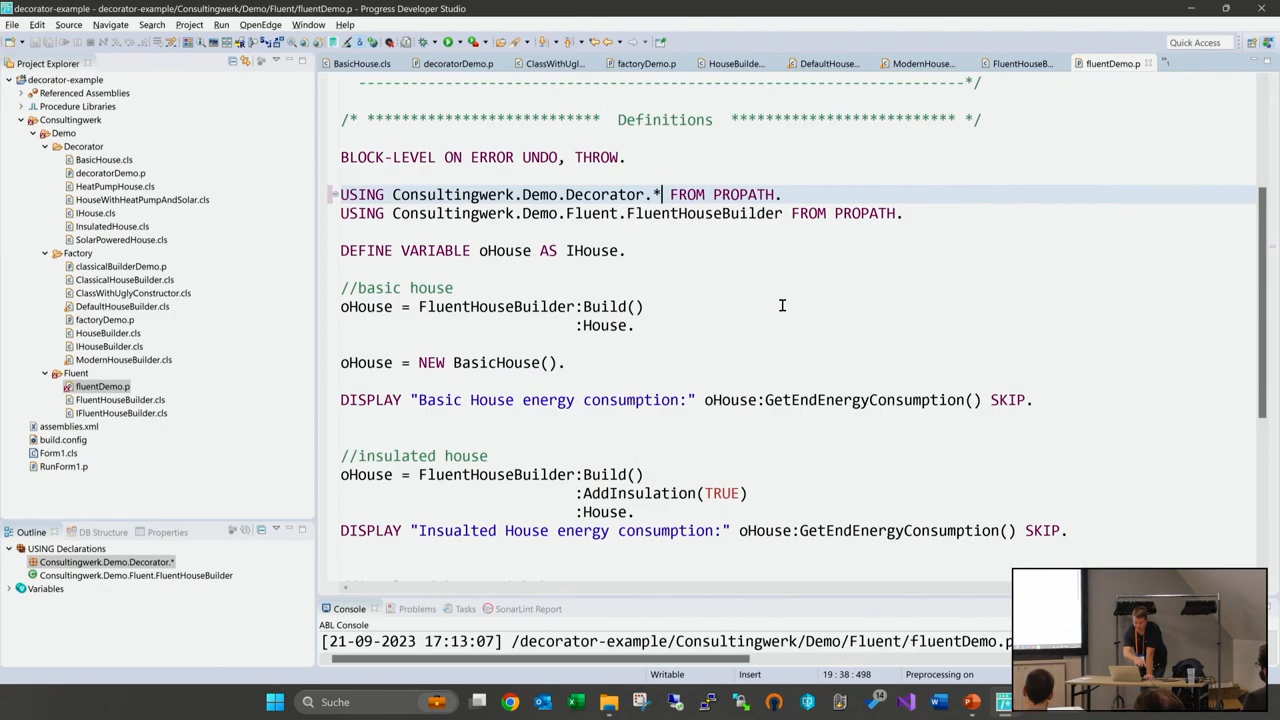 decorator-example - decorator-example/Consultingwerk/Demo/Fluent/fluentDemo.p - Progress Developer Studio
File Edit Source Navigate Search Project Run OpenEdge Window Help
Quick Access
Project Explorer
decorator-example
Referenced Assemblies
Procedure Libraries
Consultingwerk
Demo
Decorator
BasicHouse.cls
decoratorDemo.p
HeatPumpHouse.cls
HouseWithHeatPumpAndSolar.cls
IHouse.cls
InsulatedHouse.cls
SolarPoweredHouse.cls
Factory
classicalBuilderDemo.p
ClassicalHouseBuilder.cls
ClassWithUglyConstructor.cls
DefaultHouseBuilder.cls
factoryDemo.p
HouseBuilder.cls
IHouseBuilder.cls
ModernHouseBuilder.cls
Fluent
fluentDemo.p
FluentHouseBuilder.cls
IFluentHouseBuilder.cls
assemblies.xml
build.config
Form1.cls
RunForm1.p
Outline DB Structure Properties
USING Declarations
Consultingwerk.Demo.Decorator.*
Consultingwerk.Demo.Fluent.FluentHouseBuilder
Variables
BasicHouse.cls decoratorDemo.p ClassWithUgl... factoryDemo.p HouseBuilde... DefaultHouse... ModernHouse... FluentHouseB... fluentDemo.p
----------------------------------------------------------------------*/
/* *************************** Definitions ************************** */
BLOCK-LEVEL ON ERROR UNDO, THROW.
USING Consultingwerk.Demo.Decorator.* FROM PROPATH.
USING Consultingwerk.Demo.Fluent.FluentHouseBuilder FROM PROPATH.
DEFINE VARIABLE oHouse AS IHouse.
//basic house
oHouse = FluentHouseBuilder:Build()
:House.
oHouse = NEW BasicHouse().
DISPLAY "Basic House energy consumption:" oHouse:GetEndEnergyConsumption() SKIP.
//insulated house
oHouse = FluentHouseBuilder:Build()
:AddInsulation(TRUE)
:House.
DISPLAY "Insualted House energy consumption:" oHouse:GetEndEnergyConsumption() SKIP.
Console Problems Tasks SonarLint Report
ABL Console
[21-09-2023 17:13:07] /decorator-example/Consultingwerk/Demo/Fluent/fluentDemo.p
Writable Insert 19 : 38 : 498 Preprocessing on
Suche
14